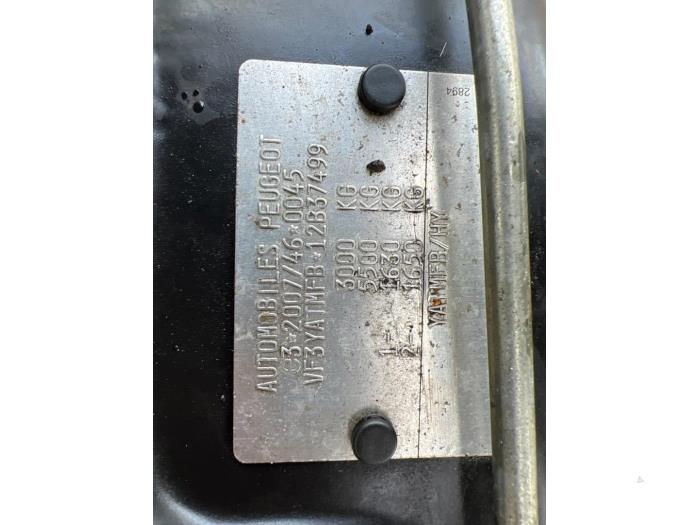 AUTOMOBILES PEUGEOT
e3*2007/46*0045
VF3YATMFB*12B37499
3000 KG
5500 KG
1- 1630 KG
2- 1650 KG
YATMFB/HY
2894